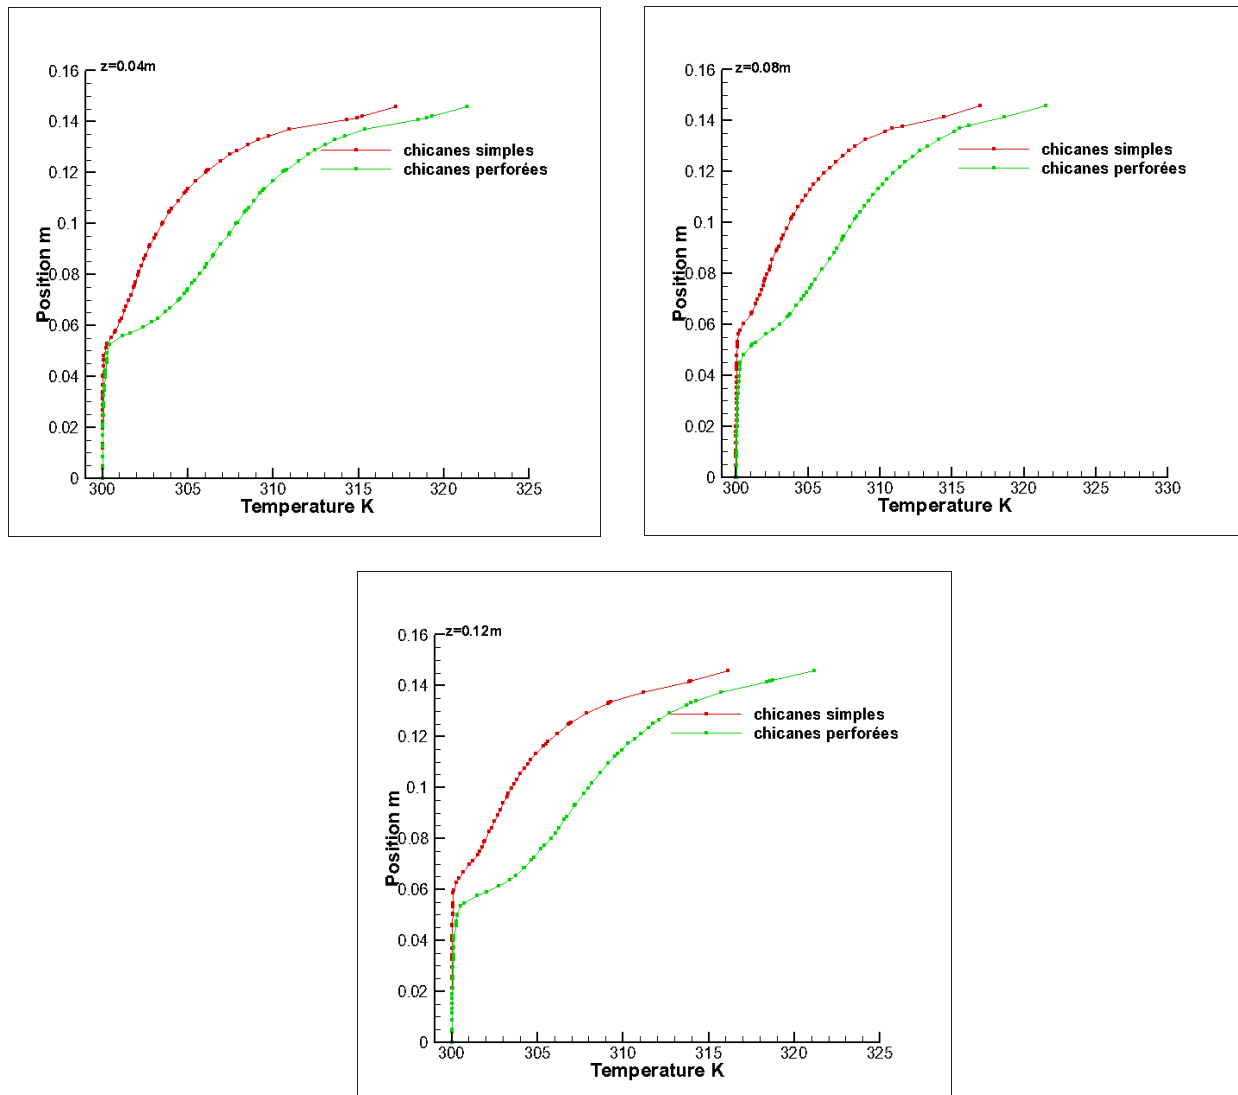 z=0.04m
0.16
0.14
0.12
0.1
0.08
0.06
0.04
0.02
0
Position m
chicanes simples
chicanes perforées
300 305 310 315 320 325
Temperature K
z=0.08m
0.16
0.14
0.12
0.1
0.08
0.06
0.04
0.02
0
Position m
chicanes simples
chicanes perforées
300 305 310 315 320 325 330
Temperature K
z=0.12m
0.16
0.14
0.12
0.1
0.08
0.06
0.04
0.02
0
Position m
chicanes simples
chicanes perforées
300 305 310 315 320 325
Temperature K